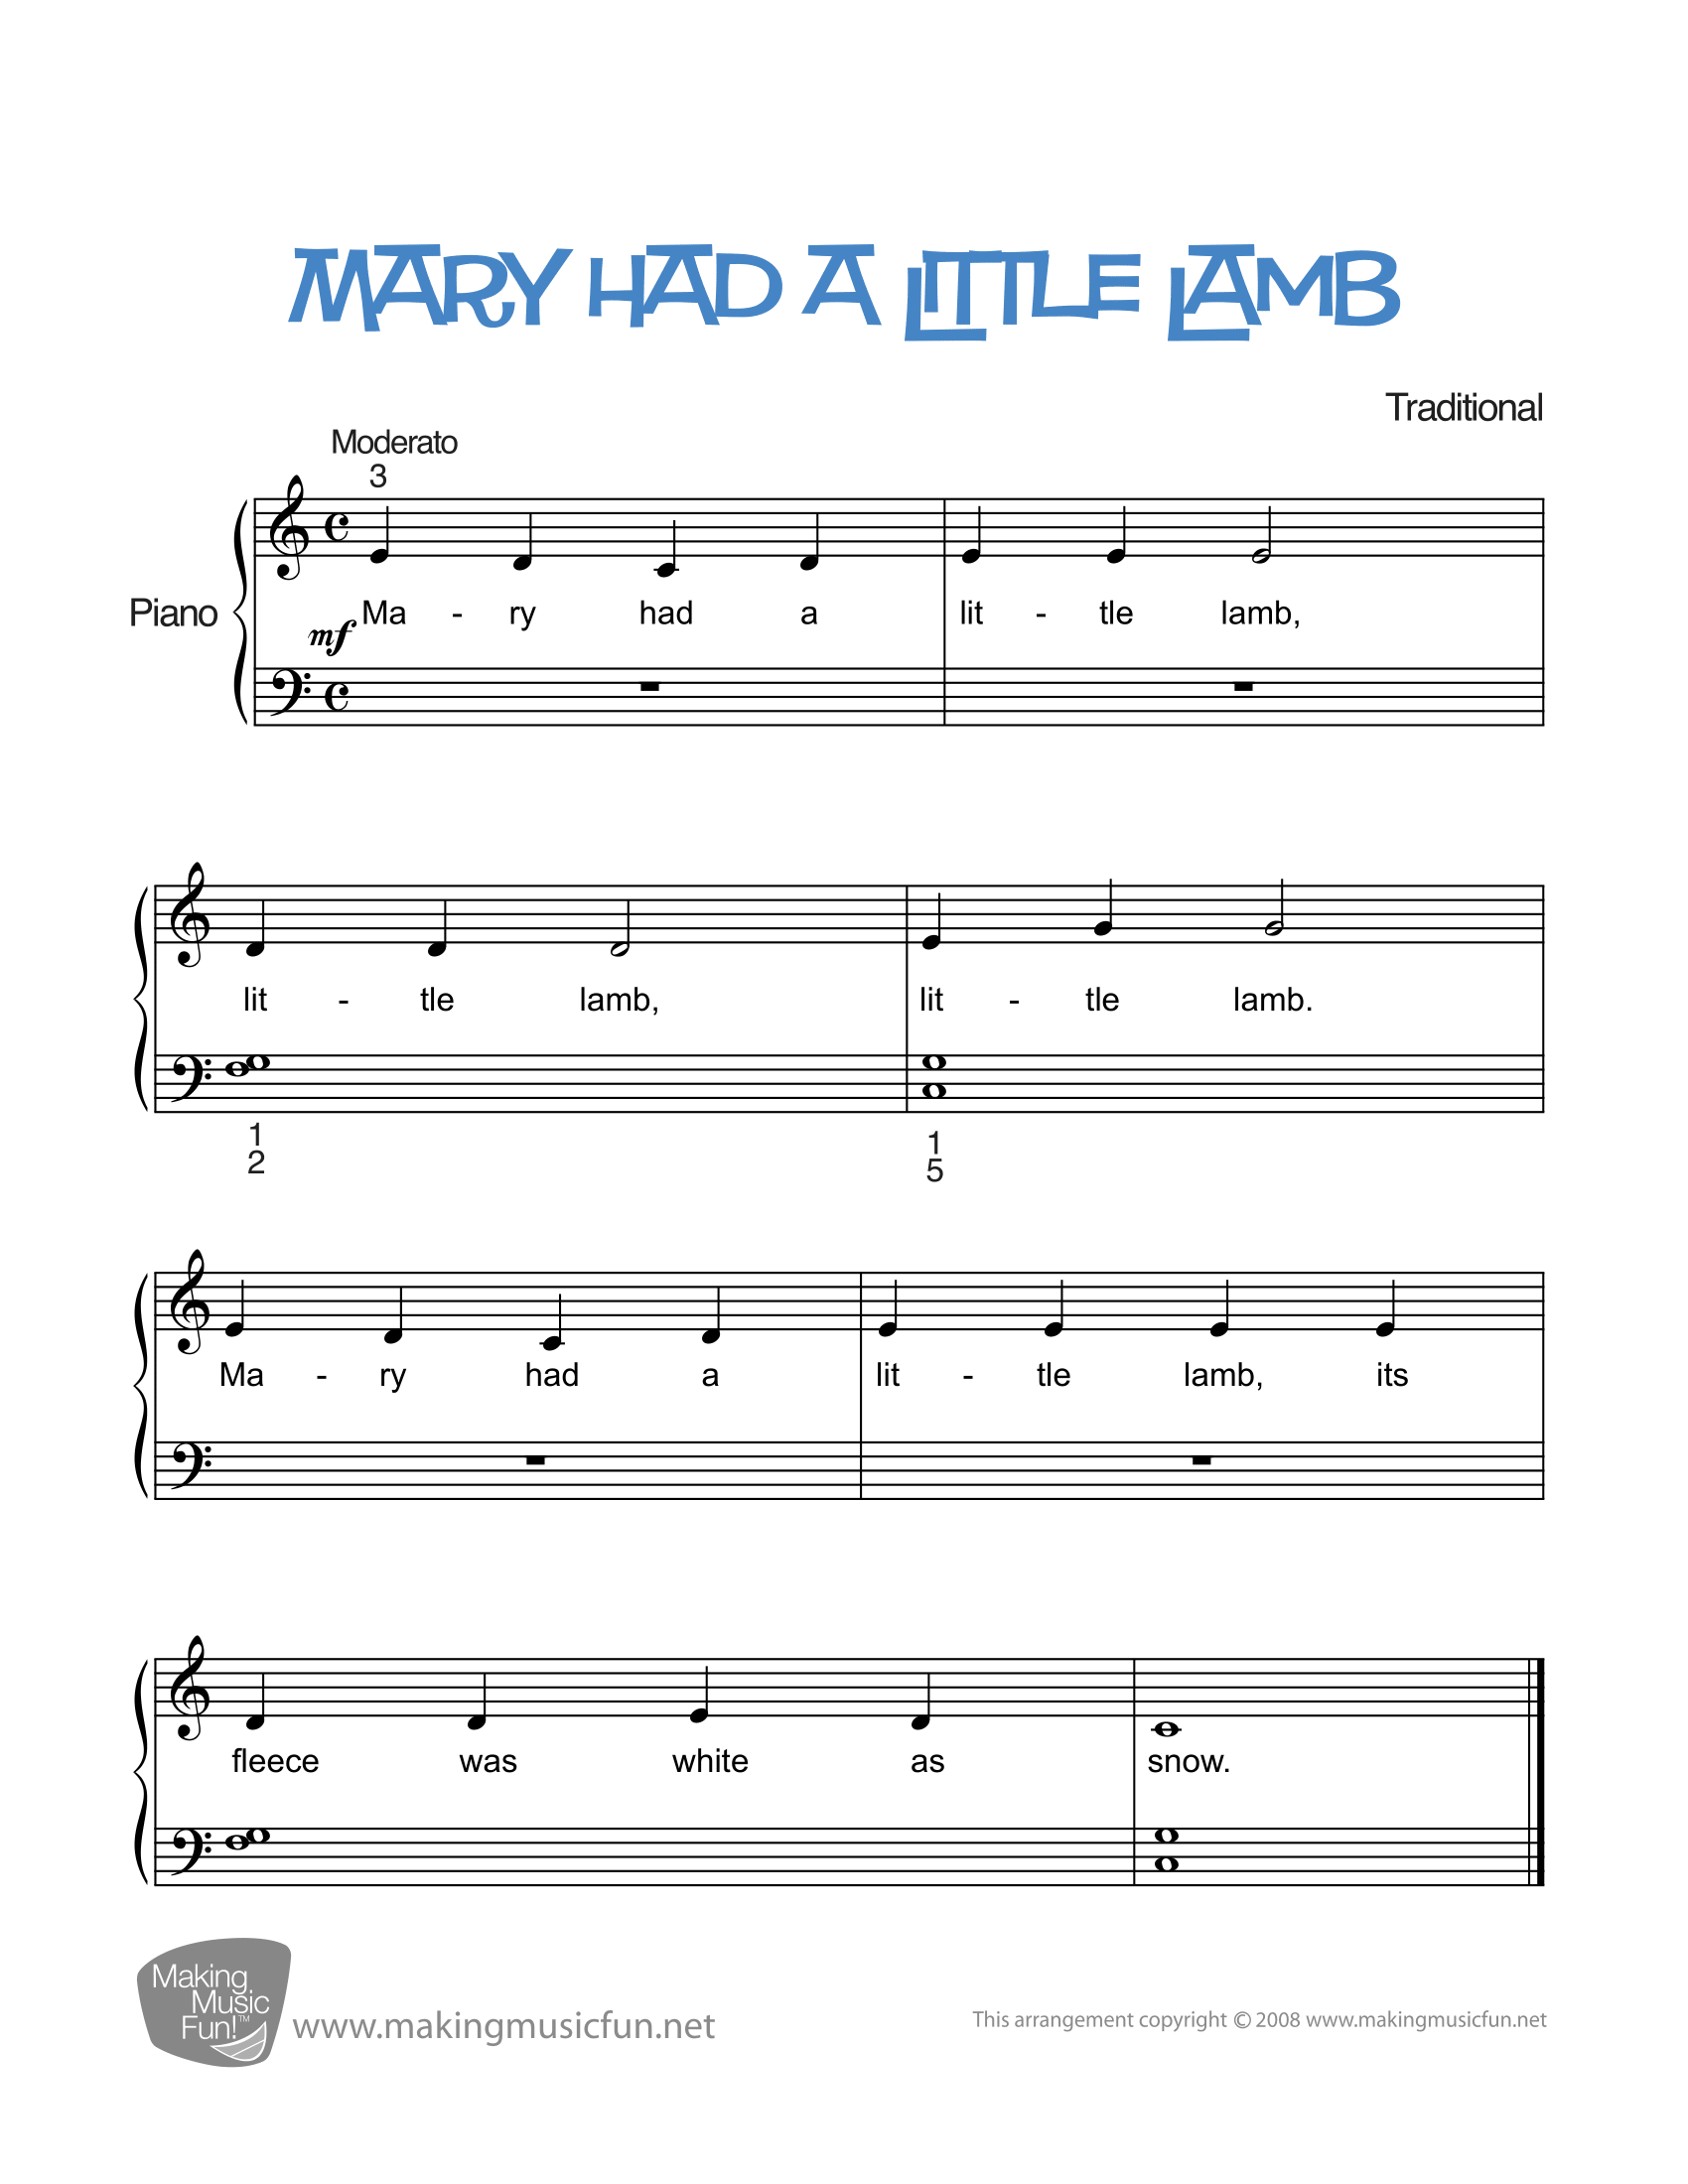 MARY HAD A LITTLE LAMB
Traditional
Moderato
3
Piano
Ma - ry had a lit - tle lamb,
mf
lit - tle lamb, lit - tle lamb.
1 1
2 5
Ma - ry had a lit - tle lamb, its
fleece was white as snow.
Making
Music
Fun!™
www.makingmusicfun.net
This arrangement copyright © 2008 www.makingmusicfun.net